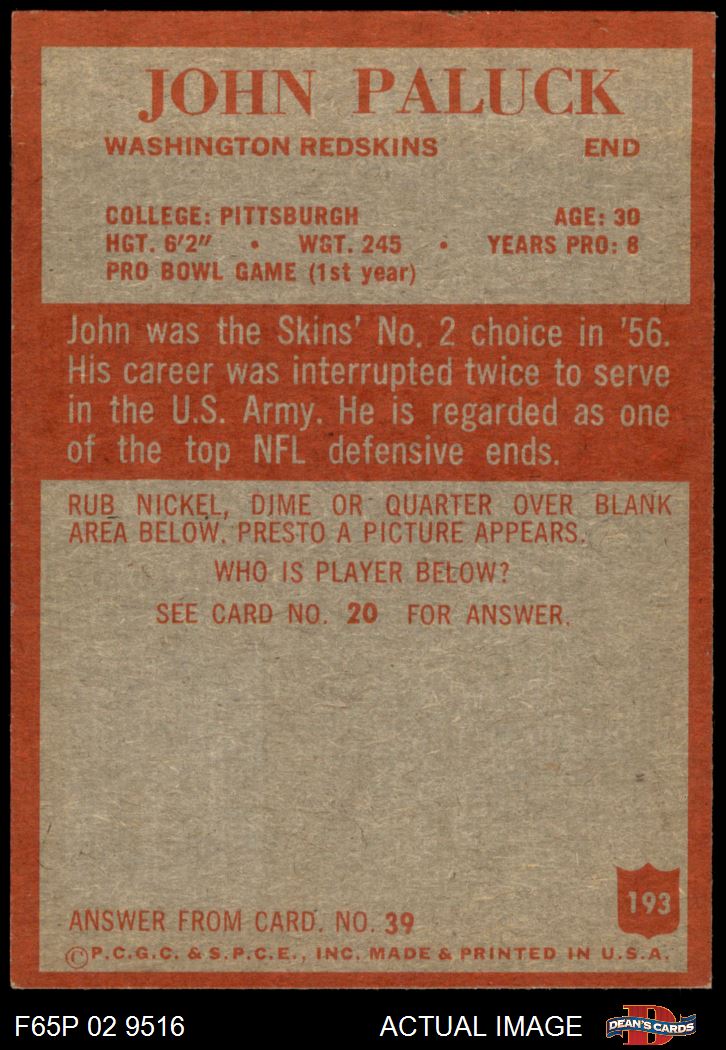 JOHN PALUCK
WASHINGTON REDSKINS END
COLLEGE: PITTSBURGH AGE: 30
HGT. 6'2" • WGT. 245 • YEARS PRO: 8
PRO BOWL GAME (1st year)
John was the Skins' No. 2 choice in '56.
His career was interrupted twice to serve
in the U.S. Army. He is regarded as one
of the top NFL defensive ends.
RUB NICKEL, DIME OR QUARTER OVER BLANK
AREA BELOW. PRESTO A PICTURE APPEARS.
WHO IS PLAYER BELOW?
SEE CARD NO. 20 FOR ANSWER.
193
ANSWER FROM CARD. NO. 39
©P.C.G.C. & S.P.C.E., INC. MADE & PRINTED IN U.S.A.
F65P 02 9516 ACTUAL IMAGE
D
DEAN'S CARDS